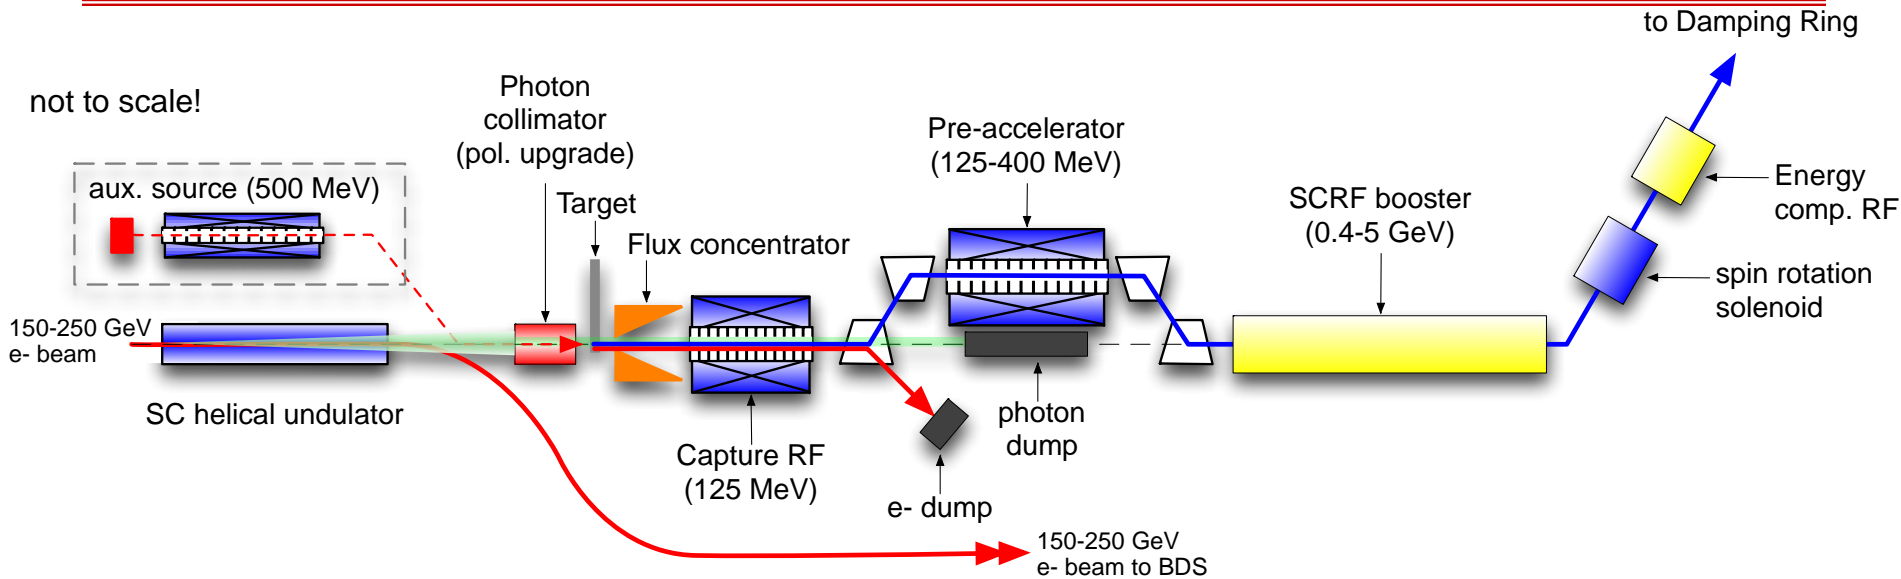 to Damping Ring
not to scale!
Photon
collimator
(pol. upgrade)
Pre-accelerator
(125-400 MeV)
aux. source (500 MeV)
Target
Flux concentrator
SCRF booster
(0.4-5 GeV)
Energy
comp. RF
spin rotation
solenoid
150-250 GeV
e- beam
SC helical undulator
Capture RF
(125 MeV)
photon
dump
e- dump
150-250 GeV
e- beam to BDS